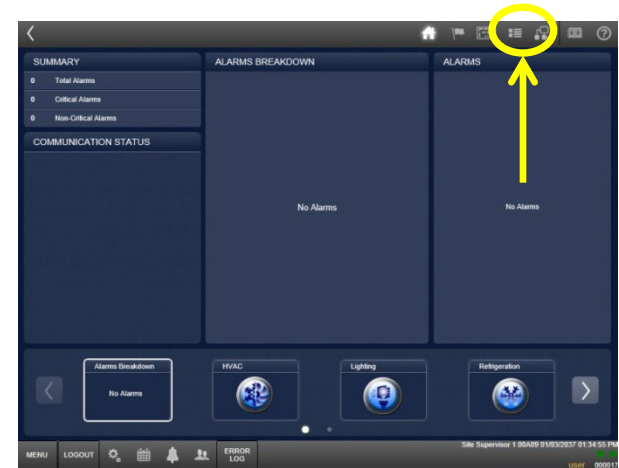 SUMMARY
0 Total Alarms
0 Critical Alarms
0 Non-Critical Alarms
COMMUNICATION STATUS
ALARMS BREAKDOWN
No Alarms
ALARMS
No Alarms
Alarms Breakdown
No Alarms
HVAC
Lighting
Refrigeration
MENU LOGOUT ERROR LOG
Site Supervisor 1.00A09 01/03/2037 01:34:55 PM
user 000017